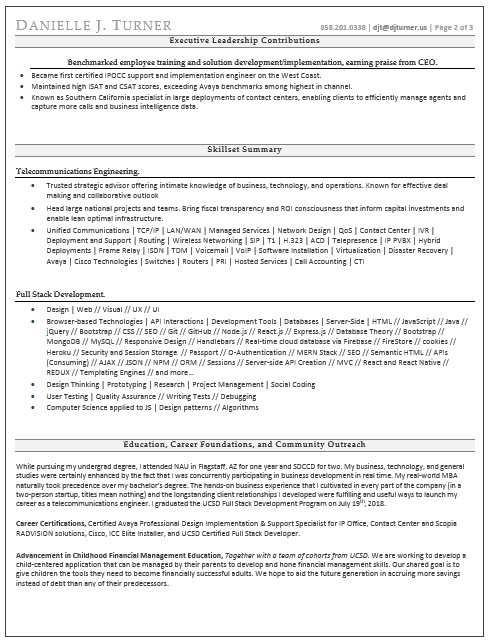 DANIELLE J. TURNER 858.201.0338 | djt@djturner.us | Page 2 of 3
Executive Leadership Contributions
Benchmarked employee training and solution development/implementation, earning praise from CEO.
• Became first certified IPOCC support and implementation engineer on the West Coast.
• Maintained high ISAT and CSAT scores, exceeding Avaya benchmarks among highest in channel.
• Known as Southern California specialist in large deployments of contact centers, enabling clients to efficiently manage agents and
capture more calls and business intelligence data.
Skillset Summary
Telecommunications Engineering.
• Trusted strategic advisor offering intimate knowledge of business, technology, and operations. Known for effective deal
making and collaborative outlook
• Head large national projects and teams. Bring fiscal transparency and ROI consciousness that inform capital investments and
enable lean optimal infrastructure.
• Unified Communications | TCP/IP | LAN/WAN | Managed Services | Network Design | QoS | Contact Center | IVR |
Deployment and Support | Routing | Wireless Networking | SIP | T1 | H.323 | ACD | Telepresence | IP PVBX | Hybrid
Deployments | Frame Relay | ISDN | TDM | Voicemail | VoIP | Software Installation | Virtualization | Disaster Recovery |
Avaya | Cisco Technologies | Switches | Routers | PRI | Hosted Services | Call Accounting | CTI
Full Stack Development.
• Design | Web // Visual // UX // UI
• Browser-based Technologies | API Interactions | Development Tools | Databases | Server-Side | HTML // JavaScript // Java //
jQuery // Bootstrap // CSS // SEO // Git // GitHub // Node.js // React.js // Express.js // Database Theory // Bootstrap //
MongoDB // MySQL // Responsive Design // Handlebars // Real-time cloud database via Firebase // FireStore // cookies //
Heroku // Security and Session Storage // Passport // O-Authentication // MERN Stack // SEO // Semantic HTML // APIs
(Consuming) // AJAX // JSON // NPM // ORM // Sessions // Server-side API Creation // MVC // React and React Native //
REDUX // Templating Engines // and more...
• Design Thinking | Prototyping | Research | Project Management | Social Coding
• User Testing | Quality Assurance // Writing Tests // Debugging
• Computer Science applied to JS | Design patterns // Algorithms
Education, Career Foundations, and Community Outreach
While pursuing my undergrad degree, I attended NAU in Flagstaff, AZ for one year and SDCCD for two. My business, technology, and general
studies were certainly enhanced by the fact that I was concurrently participating in business development in real time. My real-world MBA
naturally took precedence over my bachelor's degree. The hands-on business experience that I cultivated in every part of the company (in a
two-person startup, titles mean nothing) and the longstanding client relationships I developed were fulfilling and useful ways to launch my
career as a telecommunications engineer. I graduated the UCSD Full Stack Development Program on July 19th, 2018.
Career Certifications, Certified Avaya Professional Design Implementation & Support Specialist for IP Office, Contact Center and Scopia
RADVISION solutions, Cisco, ICC Elite Installer, and UCSD Certified Full Stack Developer.
Advancement in Childhood Financial Management Education, Together with a team of cohorts from UCSD. We are working to develop a
child-centered application that can be managed by their parents to develop and hone financial management skills. Our shared goal is to
give children the tools they need to become financially successful adults. We hope to aid the future generation in accruing more savings
instead of debt than any of their predecessors.